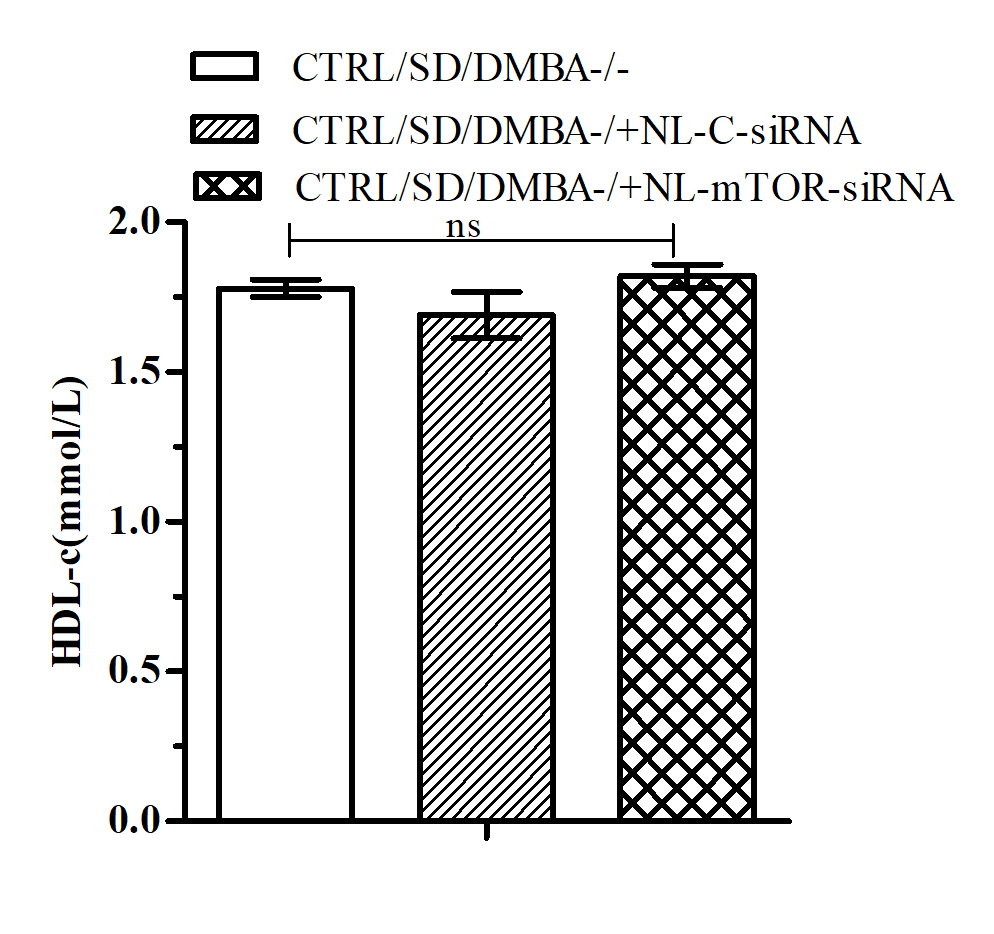 CTRL/SD/DMBA-/-
CTRL/SD/DMBA-/+NL-C-siRNA
CTRL/SD/DMBA-/+NL-mTOR-siRNA
ns
2.0
1.5
1.0
0.5
0.0
HDL-c(mmol/L)